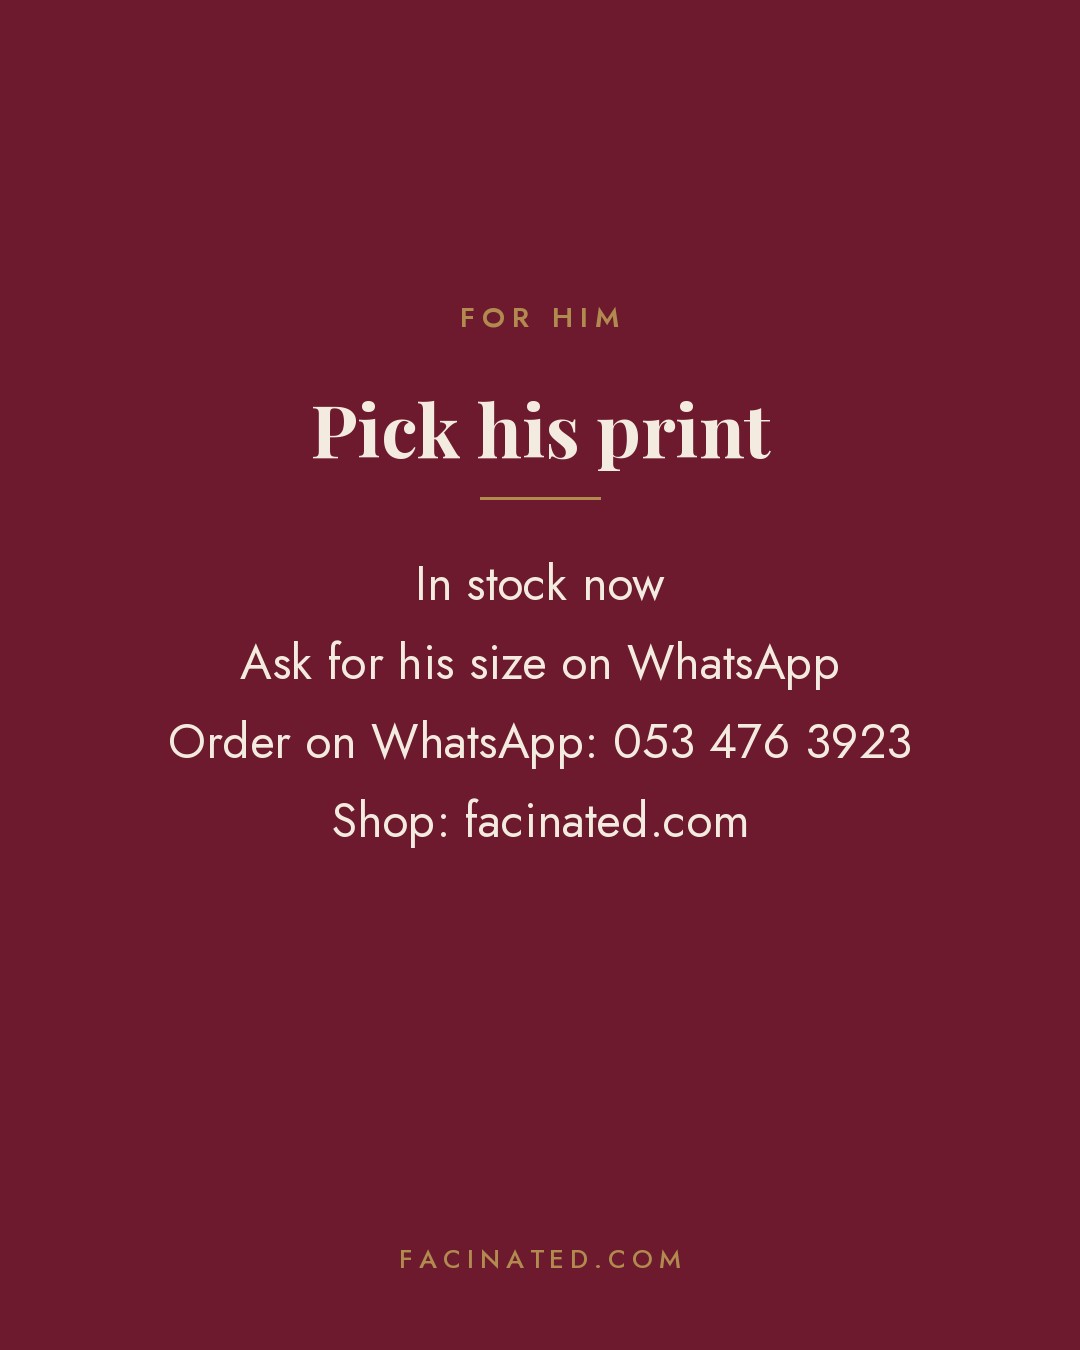 FOR HIM
Pick his print
In stock now
Ask for his size on WhatsApp
Order on WhatsApp: 053 476 3923
Shop: facinated.com
FACINATED.COM